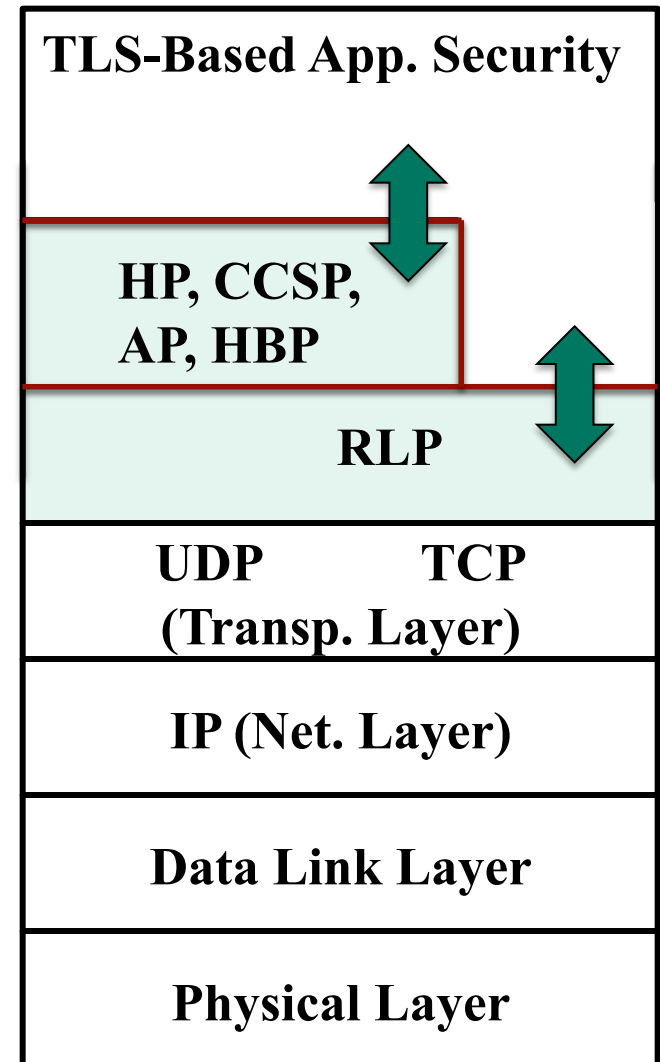 TLS-Based App. Security
HP, CCSP,
AP, HBP
RLP
UDP TCP
(Transp. Layer)
IP (Net. Layer)
Data Link Layer
Physical Layer